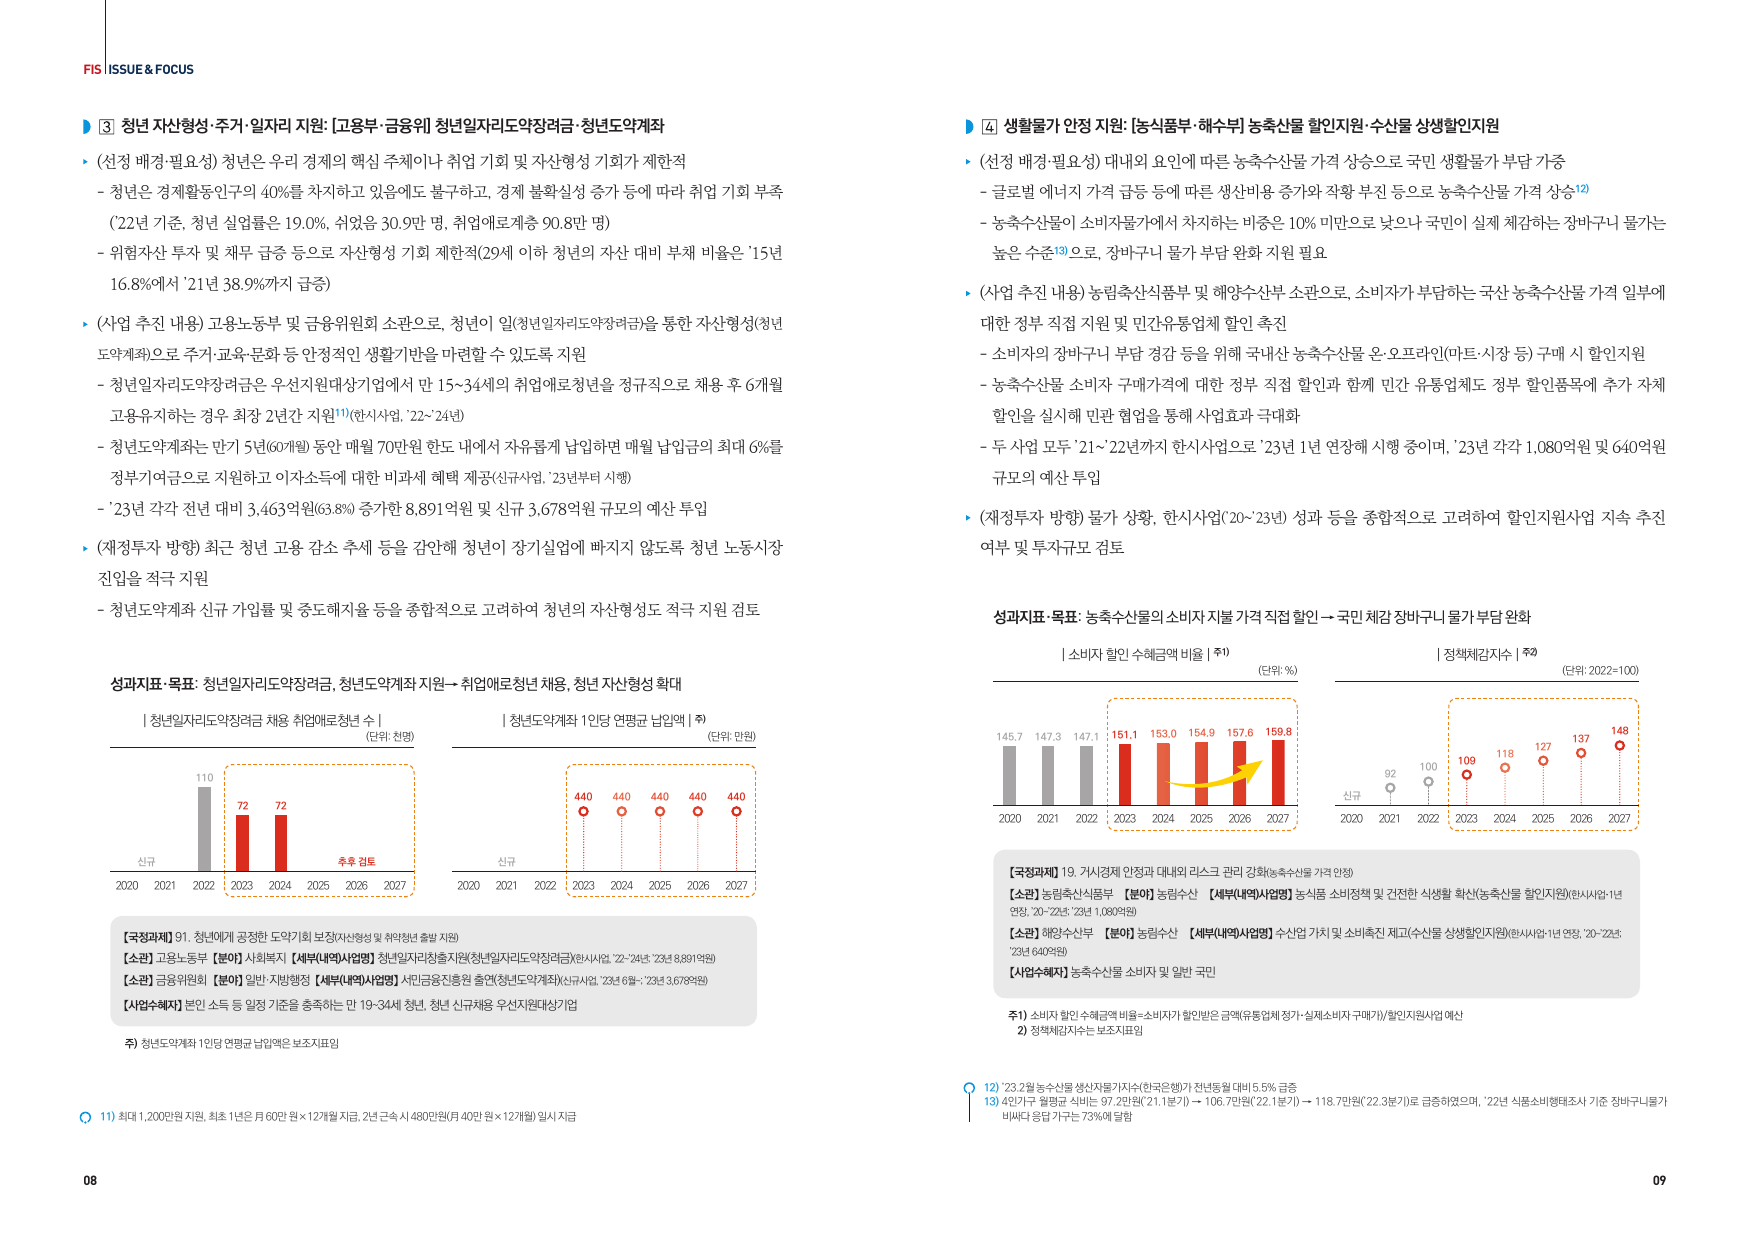 FIS ISSUE & FOCUS
3 청년 자산형성·주거·일자리 지원: [고용부·금융위] 청년일자리도약장려금·청년도약계좌
(선정 배경·필요성) 청년은 우리 경제의 핵심 주체이나 취업 기회 및 자산형성 기회가 제한적
- 청년은 경제활동인구의 40%를 차지하고 있음에도 불구하고, 경제 불확실성 증가 등에 따라 취업 기회 부족
('22년 기준, 청년 실업률은 19.0%, 쉬었음 30.9만 명, 취업애로계층 90.8만 명)
- 위험자산 투자 및 채무 급증 등으로 자산형성 기회 제한적(29세 이하 청년의 자산 대비 부채 비율은 '15년
16.8%에서 '21년 38.9%까지 급증)
(사업 추진 내용) 고용노동부 및 금융위원회 소관으로, 청년이 일(청년일자리도약장려금)을 통한 자산형성(청년
도약계좌)으로 주거·교육·문화 등 안정적인 생활기반을 마련할 수 있도록 지원
- 청년일자리도약장려금은 우선지원대상기업에서 만 15~34세의 취업애로청년을 정규직으로 채용 후 6개월
고용유지하는 경우 최장 2년간 지원11)(한시사업, '22~'24년)
- 청년도약계좌는 만기 5년(60개월) 동안 매월 70만원 한도 내에서 자유롭게 납입하면 매월 납입금의 최대 6%를
정부기여금으로 지원하고 이자소득에 대한 비과세 혜택 제공(신규사업, '23년부터 시행)
- '23년 각각 전년 대비 3,463억원(63.8%) 증가한 8,891억원 및 신규 3,678억원 규모의 예산 투입
(재정투자 방향) 최근 청년 고용 감소 추세 등을 감안해 청년이 장기실업에 빠지지 않도록 청년 노동시장
진입을 적극 지원
- 청년도약계좌 신규 가입률 및 중도해지율 등을 종합적으로 고려하여 청년의 자산형성도 적극 지원 검토
성과지표·목표: 청년일자리도약장려금, 청년도약계좌 지원→ 취업애로청년 채용, 청년 자산형성 확대
| 청년일자리도약장려금 채용 취업애로청년 수 |
(단위: 천명)
110
72 72
신규 추후 검토
2020 2021 2022 2023 2024 2025 2026 2027
| 청년도약계좌 1인당 연평균 납입액 | 주)
(단위: 만원)
440 440 440 440 440
신규
2020 2021 2022 2023 2024 2025 2026 2027
【국정과제】 91. 청년에게 공정한 도약기회 보장(자산형성 및 취약청년 출발 지원)
【소관】 고용노동부 【분야】 사회복지 【세부(내역)사업명】 청년일자리창출지원(청년일자리도약장려금)(한시사업, '22~'24년; '23년 8,891억원)
【소관】 금융위원회 【분야】 일반·지방행정 【세부(내역)사업명】 서민금융진흥원 출연(청년도약계좌)(신규사업, '23년 6월~; '23년 3,678억원)
【사업수혜자】 본인 소득 등 일정 기준을 충족하는 만 19~34세 청년, 청년 신규채용 우선지원대상기업
주) 청년도약계좌 1인당 연평균 납입액은 보조지표임
11) 최대 1,200만원 지원, 최초 1년은 月 60만 원×12개월 지급, 2년 근속 시 480만원(月 40만 원×12개월) 일시 지급
08
4 생활물가 안정 지원: [농식품부·해수부] 농축산물 할인지원·수산물 상생할인지원
(선정 배경·필요성) 대내외 요인에 따른 농축수산물 가격 상승으로 국민 생활물가 부담 가중
- 글로벌 에너지 가격 급등 등에 따른 생산비용 증가와 작황 부진 등으로 농축수산물 가격 상승12)
- 농축수산물이 소비자물가에서 차지하는 비중은 10% 미만으로 낮으나 국민이 실제 체감하는 장바구니 물가는
높은 수준13)으로, 장바구니 물가 부담 완화 지원 필요
(사업 추진 내용) 농림축산식품부 및 해양수산부 소관으로, 소비자가 부담하는 국산 농축수산물 가격 일부에
대한 정부 직접 지원 및 민간유통업체 할인 촉진
- 소비자의 장바구니 부담 경감 등을 위해 국내산 농축수산물 온·오프라인(마트·시장 등) 구매 시 할인지원
- 농축수산물 소비자 구매가격에 대한 정부 직접 할인과 함께 민간 유통업체도 정부 할인품목에 추가 자체
할인을 실시해 민관 협업을 통해 사업효과 극대화
- 두 사업 모두 '21~'22년까지 한시사업으로 '23년 1년 연장해 시행 중이며, '23년 각각 1,080억원 및 640억원
규모의 예산 투입
(재정투자 방향) 물가 상황, 한시사업('20~'23년) 성과 등을 종합적으로 고려하여 할인지원사업 지속 추진
여부 및 투자규모 검토
성과지표·목표: 농축수산물의 소비자 지불 가격 직접 할인 → 국민 체감 장바구니 물가 부담 완화
| 소비자 할인 수혜금액 비율 | 주1)
(단위: %)
145.7 147.3 147.1 151.1 153.0 154.9 157.6 159.8
2020 2021 2022 2023 2024 2025 2026 2027
| 정책체감지수 | 주2)
(단위: 2022=100)
신규 92 100 109 118 127 137 148
2020 2021 2022 2023 2024 2025 2026 2027
【국정과제】 19. 거시경제 안정과 대내외 리스크 관리 강화(농축수산물 가격 안정)
【소관】 농림축산식품부 【분야】 농림수산 【세부(내역)사업명】 농식품 소비정책 및 건전한 식생활 확산(농축산물 할인지원)(한시사업·1년
연장, '20~'22년; '23년 1,080억원)
【소관】 해양수산부 【분야】 농림수산 【세부(내역)사업명】 수산업 가치 및 소비촉진 제고(수산물 상생할인지원)(한시사업·1년 연장, '20~'22년;
'23년 640억원)
【사업수혜자】 농축수산물 소비자 및 일반 국민
주1) 소비자 할인 수혜금액 비율=소비자가 할인받은 금액(유통업체 정가-실제소비자 구매가)/할인지원사업 예산
2) 정책체감지수는 보조지표임
12) '23.2월 농수산물 생산자물가지수(한국은행)가 전년동월 대비 5.5% 급증
13) 4인가구 월평균 식비는 97.2만원('21.1분기) → 106.7만원('22.1분기) → 118.7만원('22.3분기)로 급증하였으며, '22년 식품소비행태조사 기준 장바구니물가
비싸다 응답 가구는 73%에 달함
09